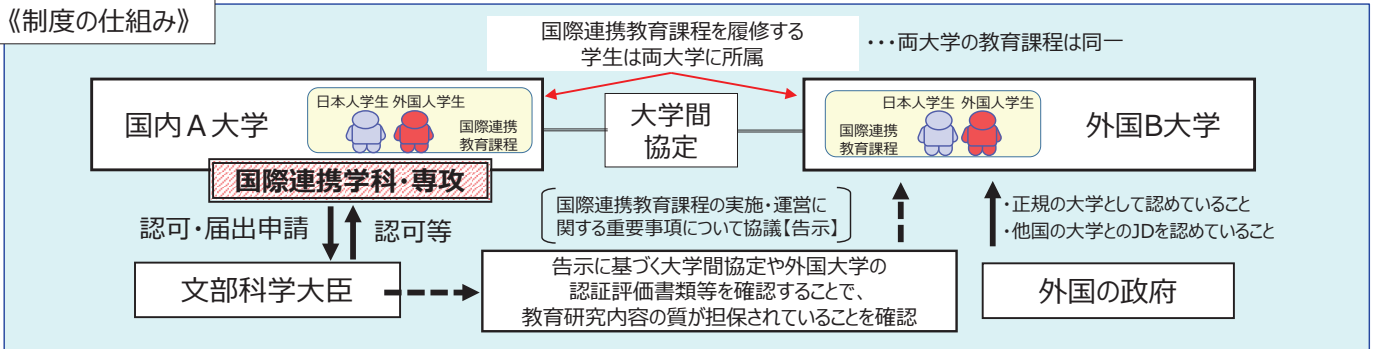 《制度の仕組み》
国際連携教育課程を履修する
学生は両大学に所属
・・・両大学の教育課程は同一
国内A大学
日本人学生 外国人学生
国際連携
教育課程
国際連携学科・専攻
大学間
協定
日本人学生 外国人学生
国際連携
教育課程
外国B大学
認可・届出申請
認可等
国際連携教育課程の実施・運営に
関する重要事項について協議【告示】
・正規の大学として認めていること
・他国の大学とのJDを認めていること
文部科学大臣
告示に基づく大学間協定や外国大学の
認証評価書類等を確認することで、
教育研究内容の質が担保されていることを確認
外国の政府